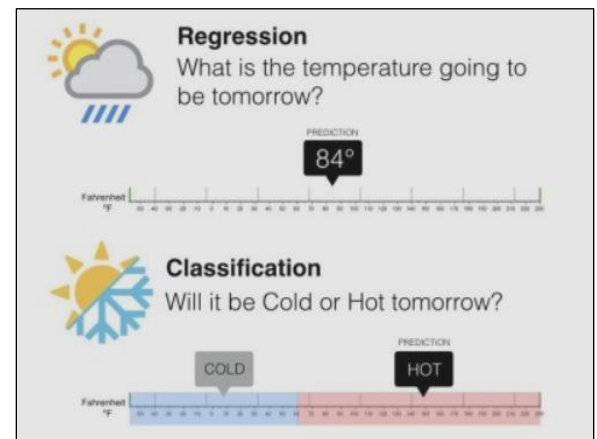 Regression
What is the temperature going to
be tomorrow?
PREDICTION
84°
Fahrenheit
°F
Classification
Will it be Cold or Hot tomorrow?
PREDICTION
COLD
HOT
Fahrenheit
°F